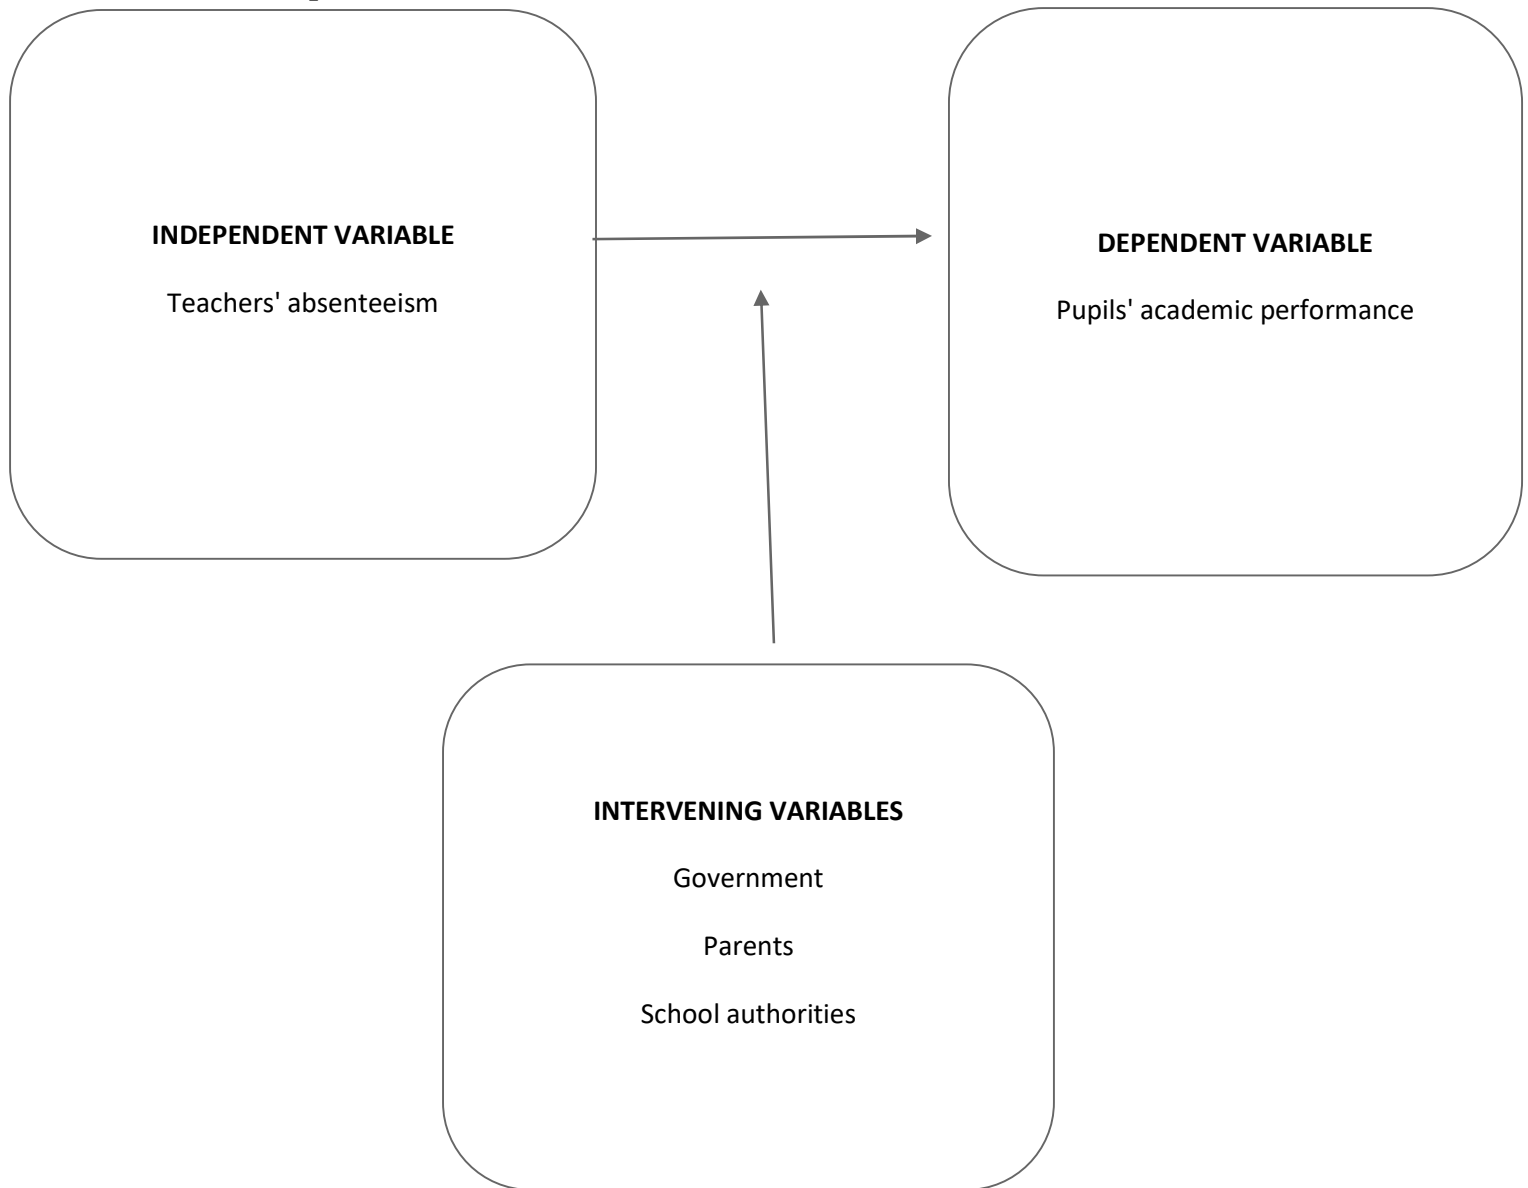 INDEPENDENT VARIABLE
Teachers' absenteeism
DEPENDENT VARIABLE
Pupils' academic performance
INTERVENING VARIABLES
Government
Parents
School authorities